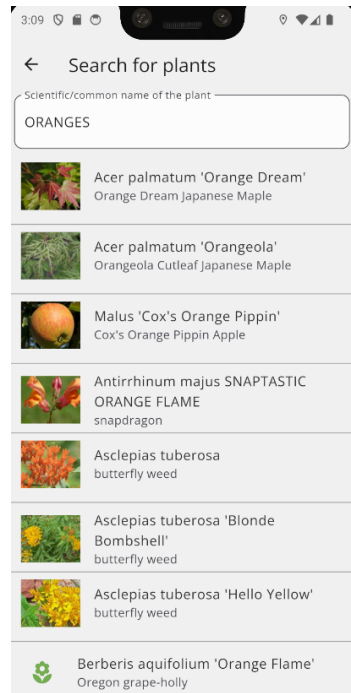 3:09
Search for plants
Scientific/common name of the plant
ORANGES
Acer palmatum 'Orange Dream'
Orange Dream Japanese Maple
Acer palmatum 'Orangeola'
Orangeola Cutleaf Japanese Maple
Malus 'Cox's Orange Pippin'
Cox's Orange Pippin Apple
Antirrhinum majus SNAPTASTIC
ORANGE FLAME
snapdragon
Asclepias tuberosa
butterfly weed
Asclepias tuberosa 'Blonde
Bombshell'
butterfly weed
Asclepias tuberosa 'Hello Yellow'
butterfly weed
Berberis aquifolium 'Orange Flame'
Oregon grape-holly